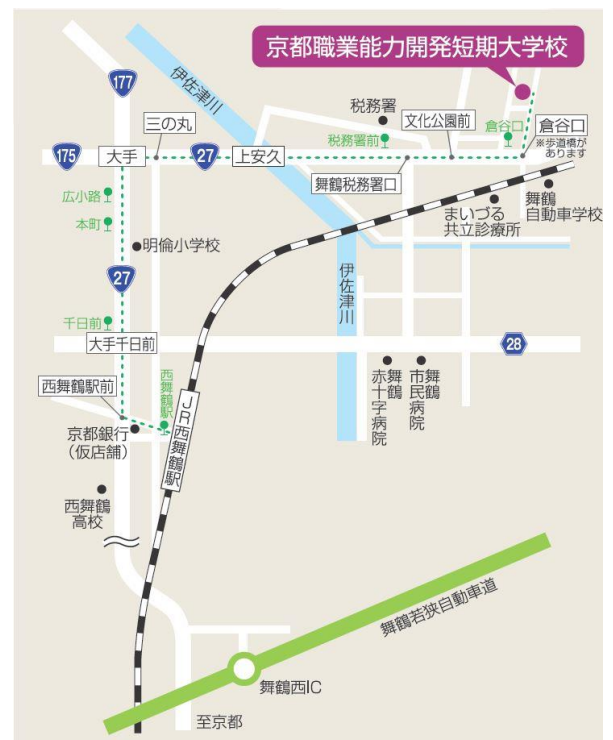 京都職業能力開発短期大学校
177
伊佐津川
税務署
三の丸
文化公園前
倉谷口
倉谷口
※歩道橋が
あります
税務署前
175
大手
27
上安久
舞鶴税務署口
広小路
本町
明倫小学校
まいづる
共立診療所
舞鶴
自動車学校
27
伊佐津川
千日前
大手千日前
28
西舞鶴駅前
西舞鶴駅
JR西舞鶴駅
舞鶴
赤十字病院
舞鶴
市民病院
京都銀行
(仮店舗)
西舞鶴
高校
舞鶴若狭自動車道
舞鶴西IC
至京都